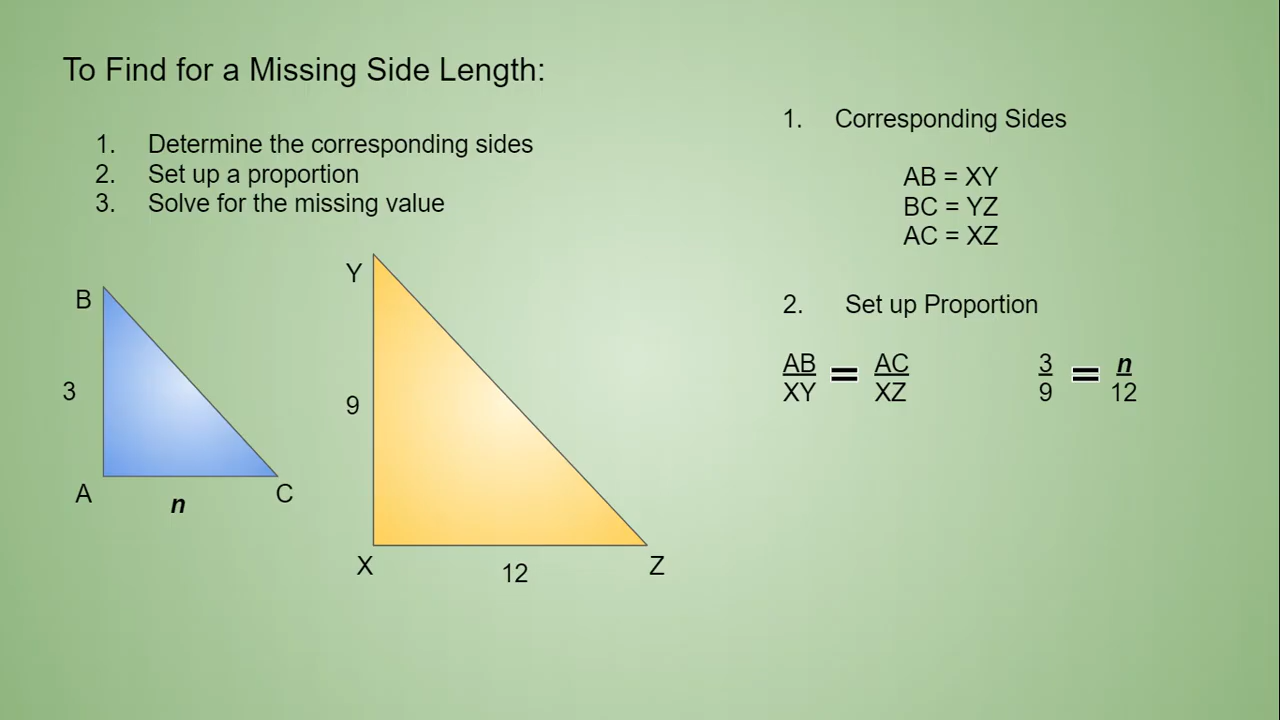 To Find for a Missing Side Length:
1. Determine the corresponding sides
2. Set up a proportion
3. Solve for the missing value
B
3
A
n
C
Y
9
X
12
Z
1. Corresponding Sides
AB = XY
BC = YZ
AC = XZ
2. Set up Proportion
AB = AC 3 = n
XY XZ 9 12